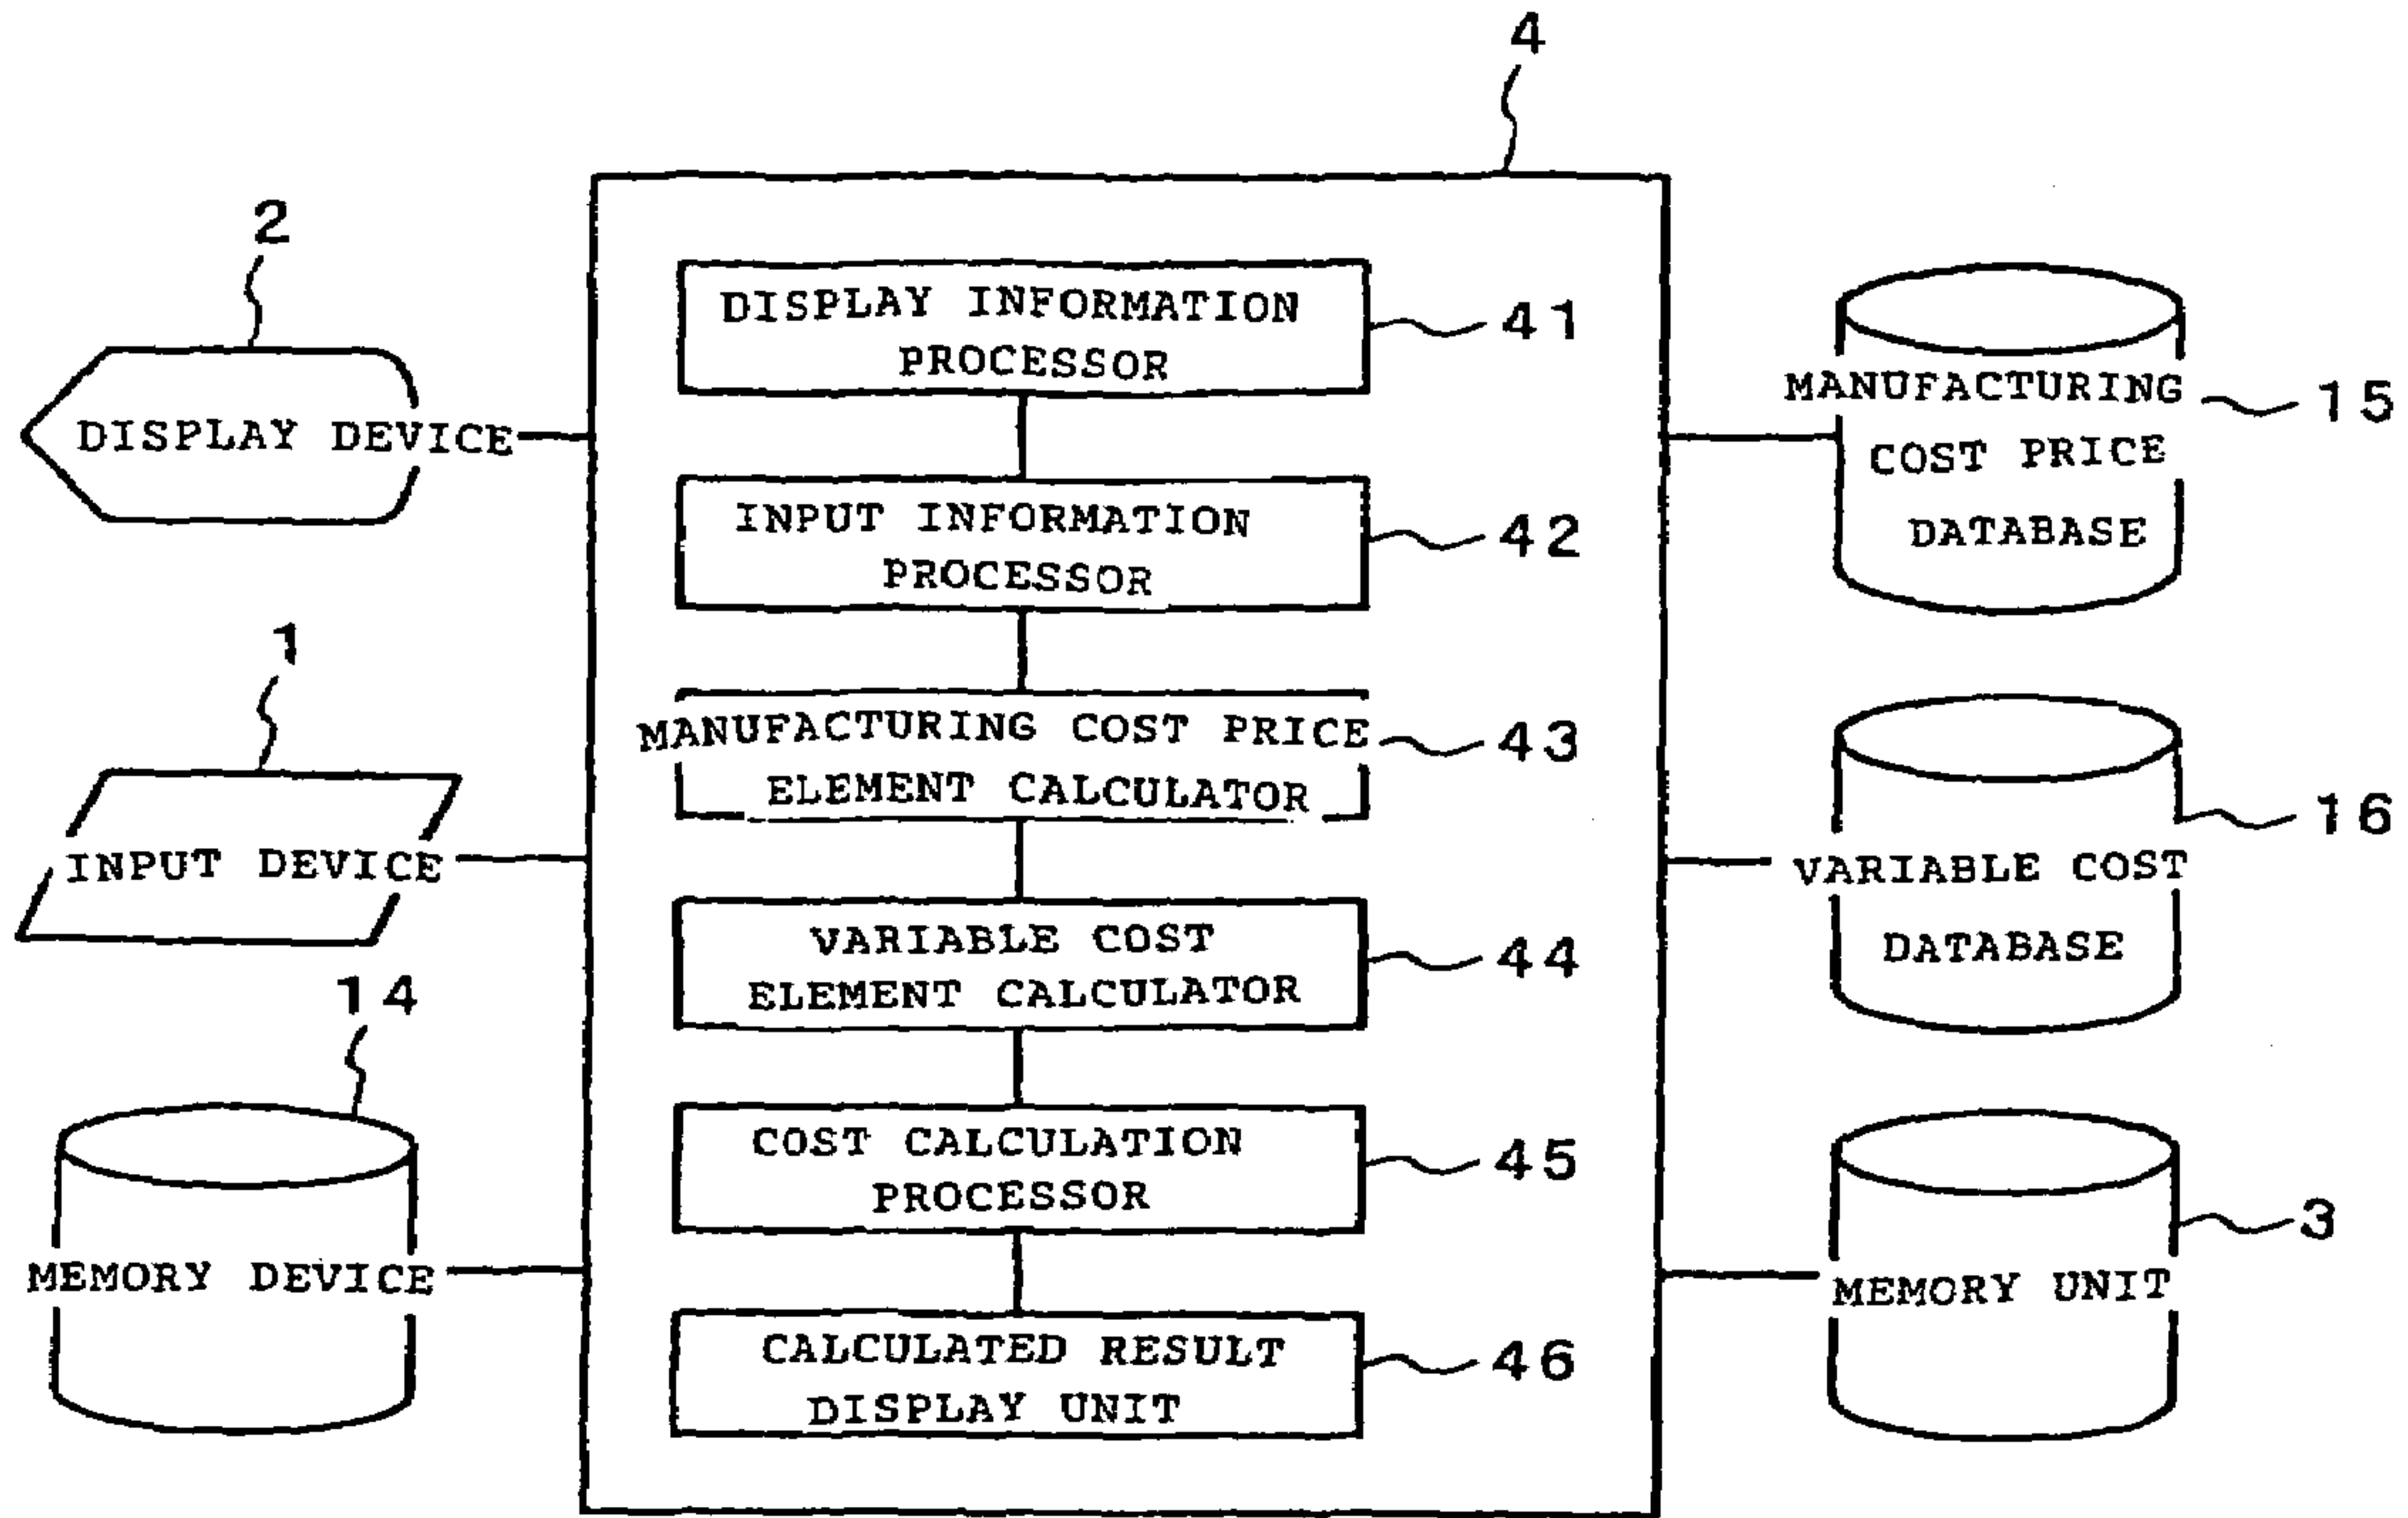 4
2
DISPLAY DEVICE
1
INPUT DEVICE
14
MEMORY DEVICE
DISPLAY INFORMATION
PROCESSOR
41
INPUT INFORMATION
PROCESSOR
42
MANUFACTURING COST PRICE
ELEMENT CALCULATOR
43
VARIABLE COST
ELEMENT CALCULATOR
44
COST CALCULATION
PROCESSOR
45
CALCULATED RESULT
DISPLAY UNIT
46
MANUFACTURING
COST PRICE
DATABASE
15
VARIABLE COST
DATABASE
16
MEMORY UNIT
3